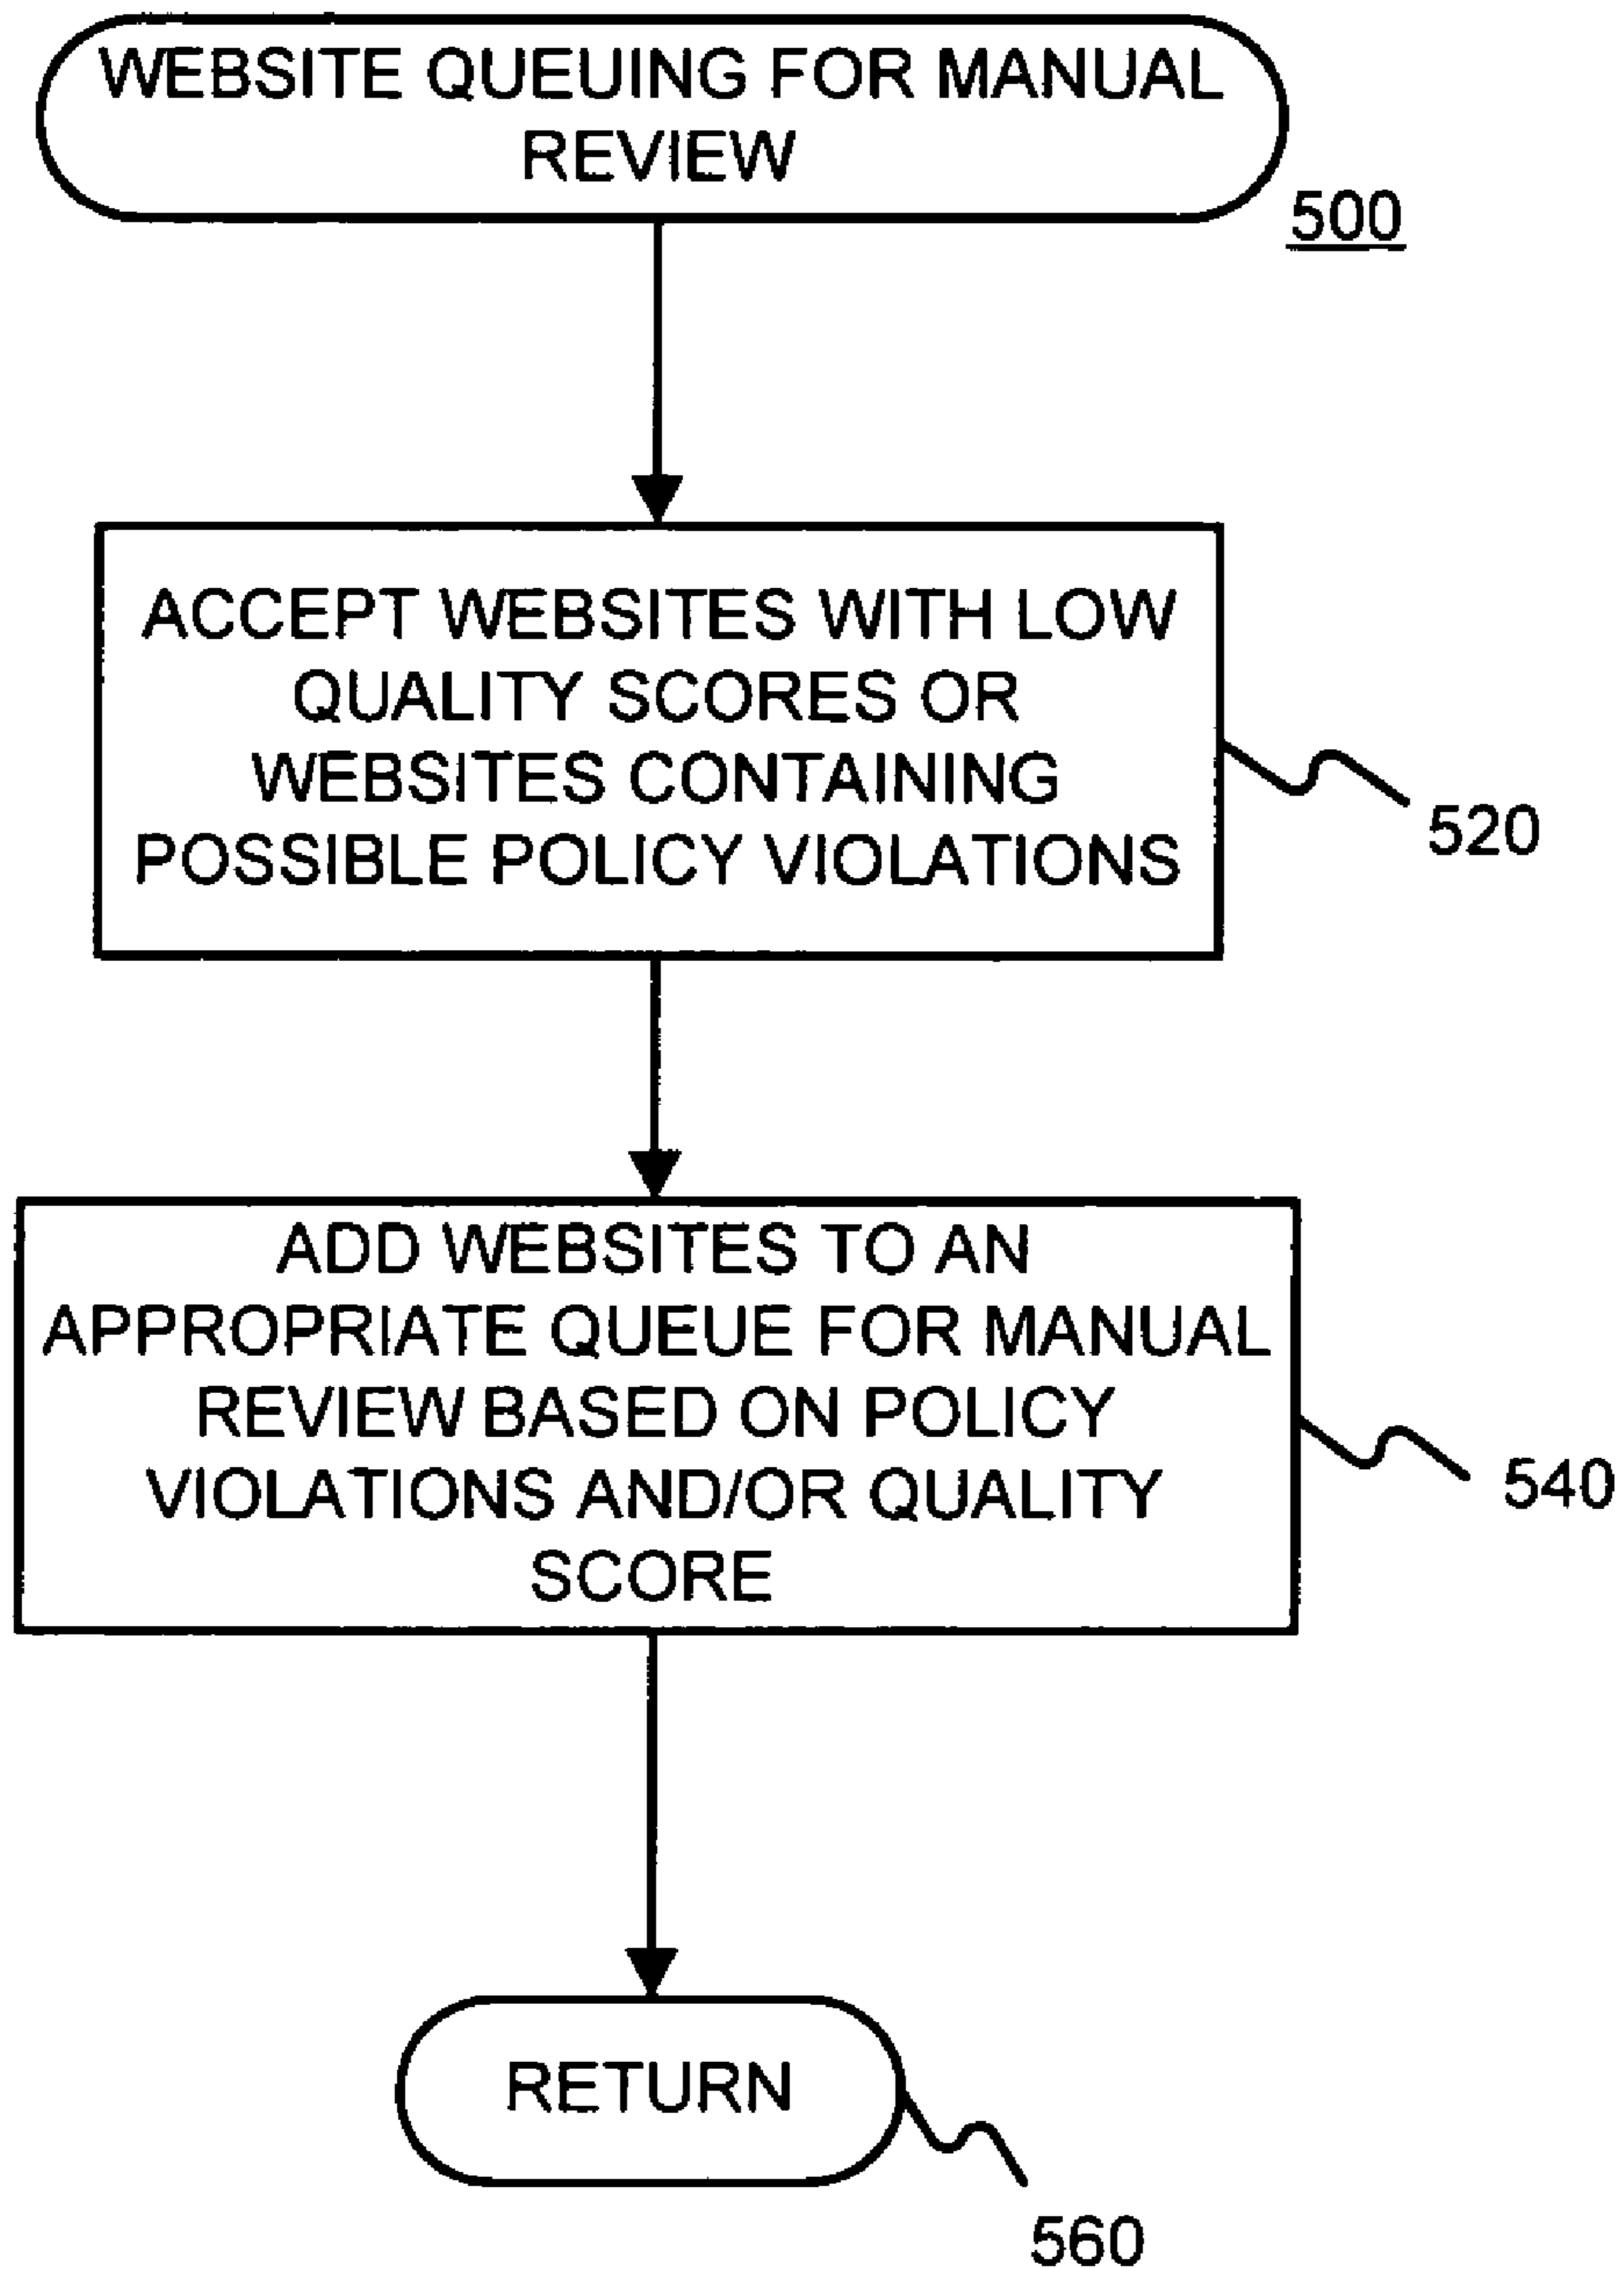 WEBSITE QUEUING FOR MANUAL
REVIEW
500
ACCEPT WEBSITES WITH LOW
QUALITY SCORES OR
WEBSITES CONTAINING
POSSIBLE POLICY VIOLATIONS
520
ADD WEBSITES TO AN
APPROPRIATE QUEUE FOR MANUAL
REVIEW BASED ON POLICY
VIOLATIONS AND/OR QUALITY
SCORE
540
RETURN
560